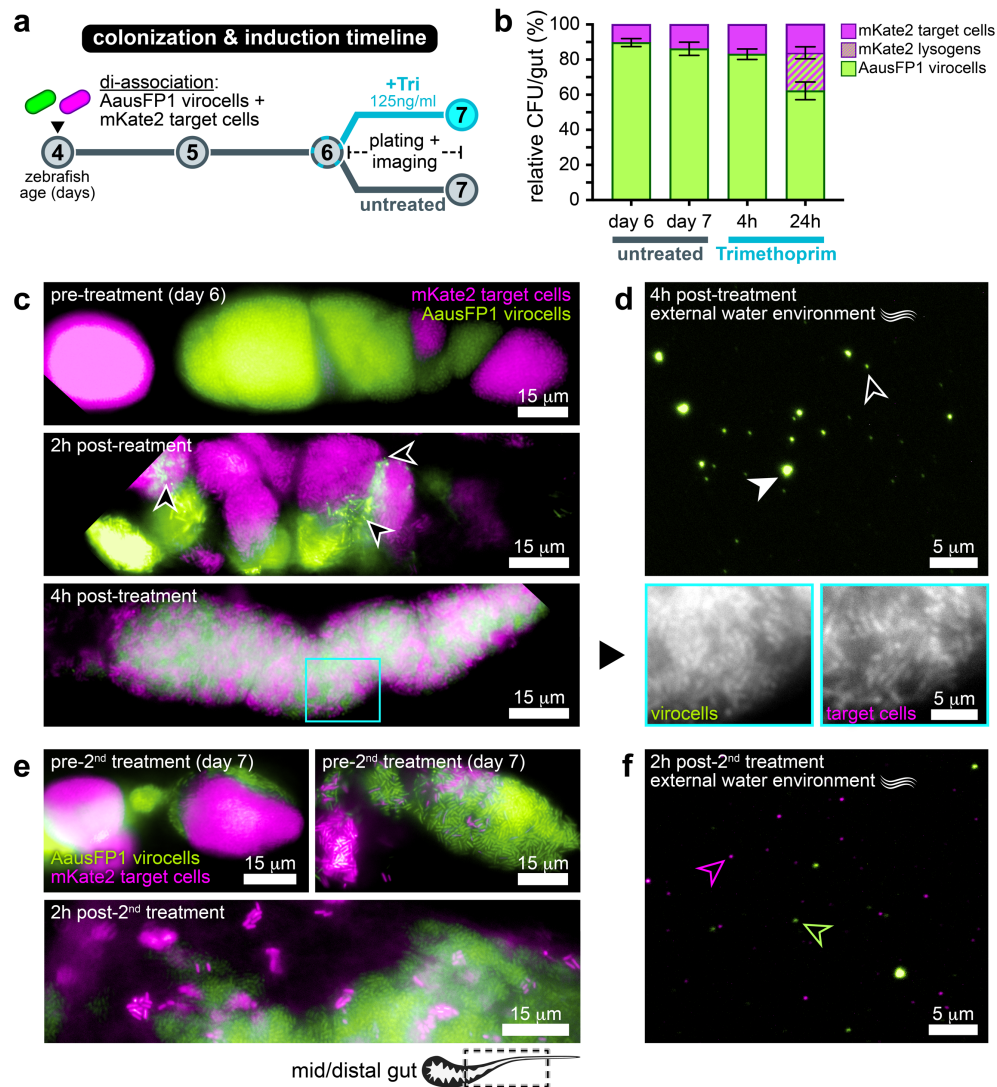 a
colonization & induction timeline
di-association:
AausFP1 virocells +
mKate2 target cells
+Tri
125ng/ml
4
5
6
7
7
plating +
imaging
zebrafish
age (days)
untreated
b
relative CFU/gut (%)
100
80
60
40
20
0
mKate2 target cells
mKate2 lysogens
AausFP1 virocells
day 6
day 7
4h
24h
untreated
Trimethoprim
c
pre-treatment (day 6)
mKate2 target cells
AausFP1 virocells
15 µm
2h post-reatment
15 µm
4h post-treatment
15 µm
d
4h post-treatment
external water environment
5 µm
virocells
target cells
5 µm
e
pre-2nd treatment (day 7)
AausFP1 virocells
mKate2 target cells
15 µm
pre-2nd treatment (day 7)
15 µm
2h post-2nd treatment
15 µm
mid/distal gut
f
2h post-2nd treatment
external water environment
5 µm